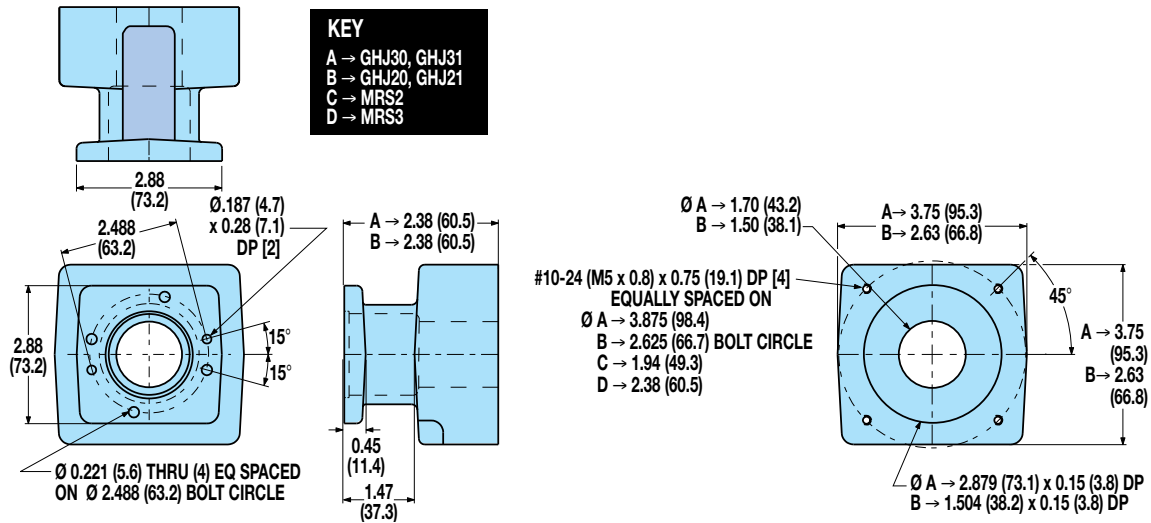 KEY
A → GHJ30, GHJ31
B → GHJ20, GHJ21
C → MRS2
D → MRS3
2.88
(73.2)
Ø.187 (4.7)
x 0.28 (7.1)
DP [2]
2.488
(63.2)
2.88
(73.2)
15°
15°
Ø 0.221 (5.6) THRU (4) EQ SPACED
ON Ø 2.488 (63.2) BOLT CIRCLE
A → 2.38 (60.5)
B → 2.38 (60.5)
0.45
(11.4)
1.47
(37.3)
Ø A → 1.70 (43.2)
B → 1.50 (38.1)
A→ 3.75 (95.3)
B→ 2.63 (66.8)
#10-24 (M5 x 0.8) x 0.75 (19.1) DP [4]
EQUALLY SPACED ON
Ø A → 3.875 (98.4)
B → 2.625 (66.7) BOLT CIRCLE
C → 1.94 (49.3)
D → 2.38 (60.5)
45°
A → 3.75
(95.3)
B→ 2.63
(66.8)
Ø A → 2.879 (73.1) x 0.15 (3.8) DP
B → 1.504 (38.2) x 0.15 (3.8) DP